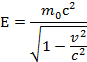 E = m₀c² / √(1 − v²/c²)